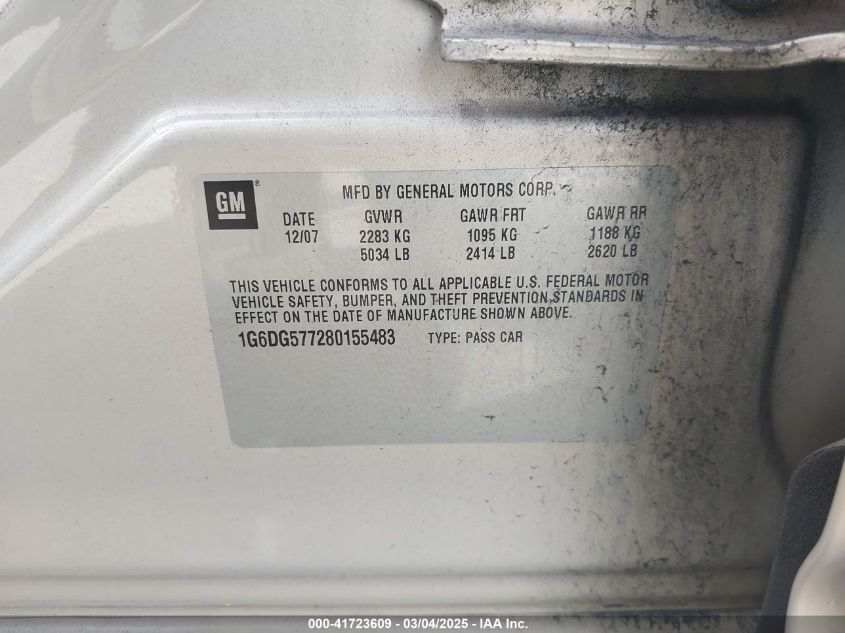 GM®
MFD BY GENERAL MOTORS CORP.
DATE GVWR GAWR FRT GAWR RR
12/07 2283 KG 1095 KG 1188 KG
5034 LB 2414 LB 2620 LB
THIS VEHICLE CONFORMS TO ALL APPLICABLE U.S. FEDERAL MOTOR
VEHICLE SAFETY, BUMPER, AND THEFT PREVENTION STANDARDS IN
EFFECT ON THE DATE OF MANUFACTURE SHOWN ABOVE.
1G6DG577280155483 TYPE: PASS CAR
000-41723609 - 03/04/2025 - IAA Inc.